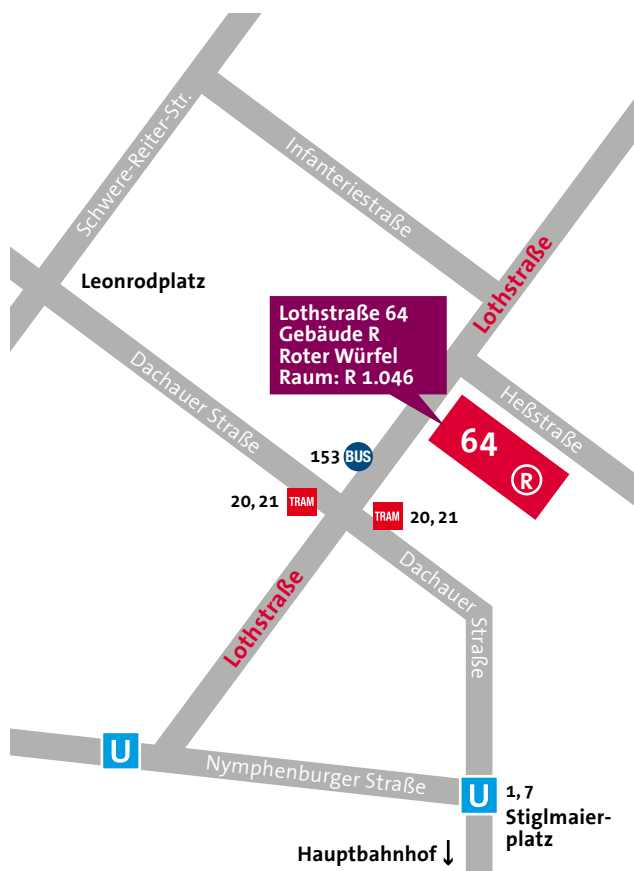 Schwere-Reiter-Str.
Infanteriestraße
Lothstraße
Leonrodplatz
Lothstraße 64
Gebäude R
Roter Würfel
Raum: R 1.046
Dachauer Straße
Heßstraße
64
R
153 BUS
20, 21 TRAM
TRAM 20, 21
Dachauer
Straße
Lothstraße
U
Nymphenburger Straße
U 1, 7
Stiglmaier-
platz
Hauptbahnhof ↓